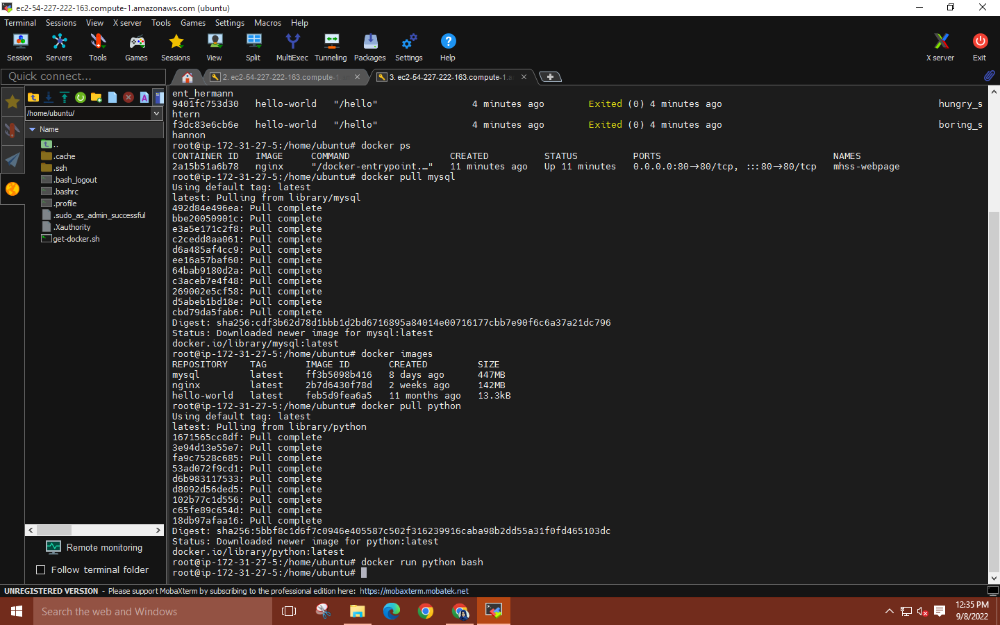 ec2-54-227-222-163.compute-1.amazonaws.com (ubuntu)
Terminal Sessions View X server Tools Games Settings Macros Help
Session Servers Tools Games Sessions View Split MultiExec Tunneling Packages Settings Help X server Exit
Quick connect...
2. ec2-54-227-222-163.compute-1
3. ec2-54-227-222-163.compute-1.a
/home/ubuntu/
Name
..
.cache
.ssh
.bash_logout
.bashrc
.profile
.sudo_as_admin_successful
.Xauthority
get-docker.sh
Remote monitoring
Follow terminal folder
ent_hermann
9401fc753d30   hello-world   "/hello"                 4 minutes ago        Exited (0) 4 minutes ago                                       hungry_s
htern
f3dc83e6cb6e   hello-world   "/hello"                 4 minutes ago        Exited (0) 4 minutes ago                                       boring_s
hannon
root@ip-172-31-27-5:/home/ubuntu# docker ps
CONTAINER ID   IMAGE     COMMAND                  CREATED          STATUS          PORTS                               NAMES
2a15b51a6b78   nginx     "/docker-entrypoint.…"   11 minutes ago   Up 11 minutes   0.0.0.0:80->80/tcp, :::80->80/tcp   mhss-webpage
root@ip-172-31-27-5:/home/ubuntu# docker pull mysql
Using default tag: latest
latest: Pulling from library/mysql
492d84e496ea: Pull complete
bbe20050901c: Pull complete
e3a5e171c2f8: Pull complete
c2cedd8aa061: Pull complete
d6a485af4cc9: Pull complete
ee16a57baf60: Pull complete
64bab9180d2a: Pull complete
c3aceb7e4f48: Pull complete
269002e5cf58: Pull complete
d5abeb1bd18e: Pull complete
cbd79da5fab6: Pull complete
Digest: sha256:cdf3b62d78d1bbb1d2bd6716895a84014e00716177cbb7e90f6c6a37a21dc796
Status: Downloaded newer image for mysql:latest
docker.io/library/mysql:latest
root@ip-172-31-27-5:/home/ubuntu# docker images
REPOSITORY    TAG       IMAGE ID       CREATED         SIZE
mysql         latest    ff3b5098b416   8 days ago      447MB
nginx         latest    2b7d6430f78d   2 weeks ago     142MB
hello-world   latest    feb5d9fea6a5   11 months ago   13.3kB
root@ip-172-31-27-5:/home/ubuntu# docker pull python
Using default tag: latest
latest: Pulling from library/python
1671565cc8df: Pull complete
3e94d13e55e7: Pull complete
fa9c7528c685: Pull complete
53ad072f9cd1: Pull complete
d6b983117533: Pull complete
d8092d56ded5: Pull complete
102b77c1d556: Pull complete
c65fe89c654d: Pull complete
18db97afaa16: Pull complete
Digest: sha256:5bbf8c1d6f7c0946e405587c502f316239916caba98b2dd55a31f0fd465103dc
Status: Downloaded newer image for python:latest
docker.io/library/python:latest
root@ip-172-31-27-5:/home/ubuntu# docker run python bash
root@ip-172-31-27-5:/home/ubuntu#
UNREGISTERED VERSION - Please support MobaXterm by subscribing to the professional edition here: https://mobaxterm.mobatek.net
Search the web and Windows
12:35 PM
9/8/2022